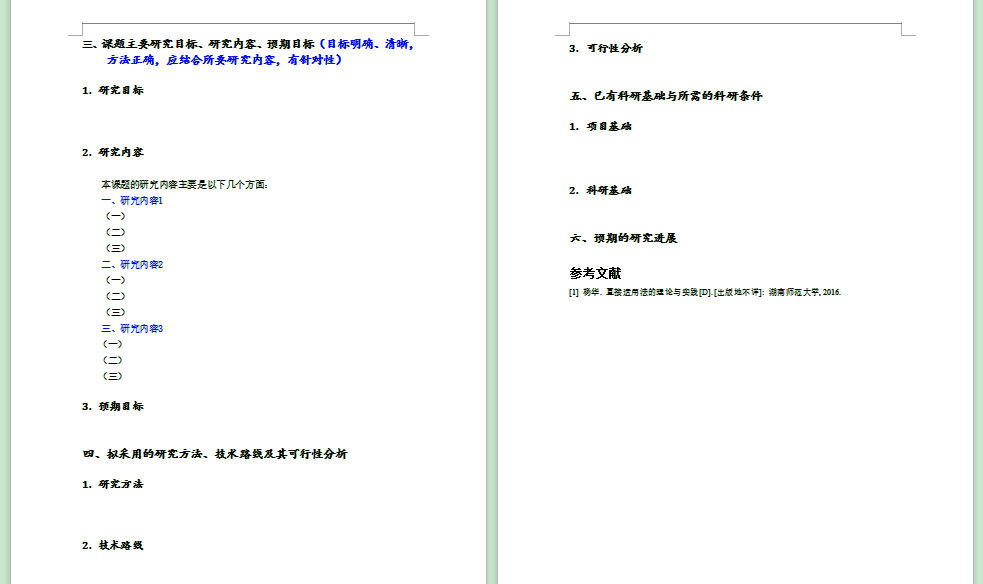 三、课题主要研究目标、研究内容、预期目标（目标明确、清晰，
方法正确，应结合所要研究内容，有针对性）
1. 研究目标
2. 研究内容
本课题的研究内容主要是以下几个方面：
一、研究内容1
（一）
（二）
（三）
二、研究内容2
（一）
（二）
（三）
三、研究内容3
（一）
（二）
（三）
3. 预期目标
四、拟采用的研究方法、技术路线及其可行性分析
1. 研究方法
2. 技术路线
3. 可行性分析
五、已有科研基础与所需的科研条件
1. 项目基础
2. 科研基础
六、预期的研究进展
参考文献
[1] 杨华. 直接适用法的理论与实践[D]. [出版地不详]: 湖南师范大学, 2016.